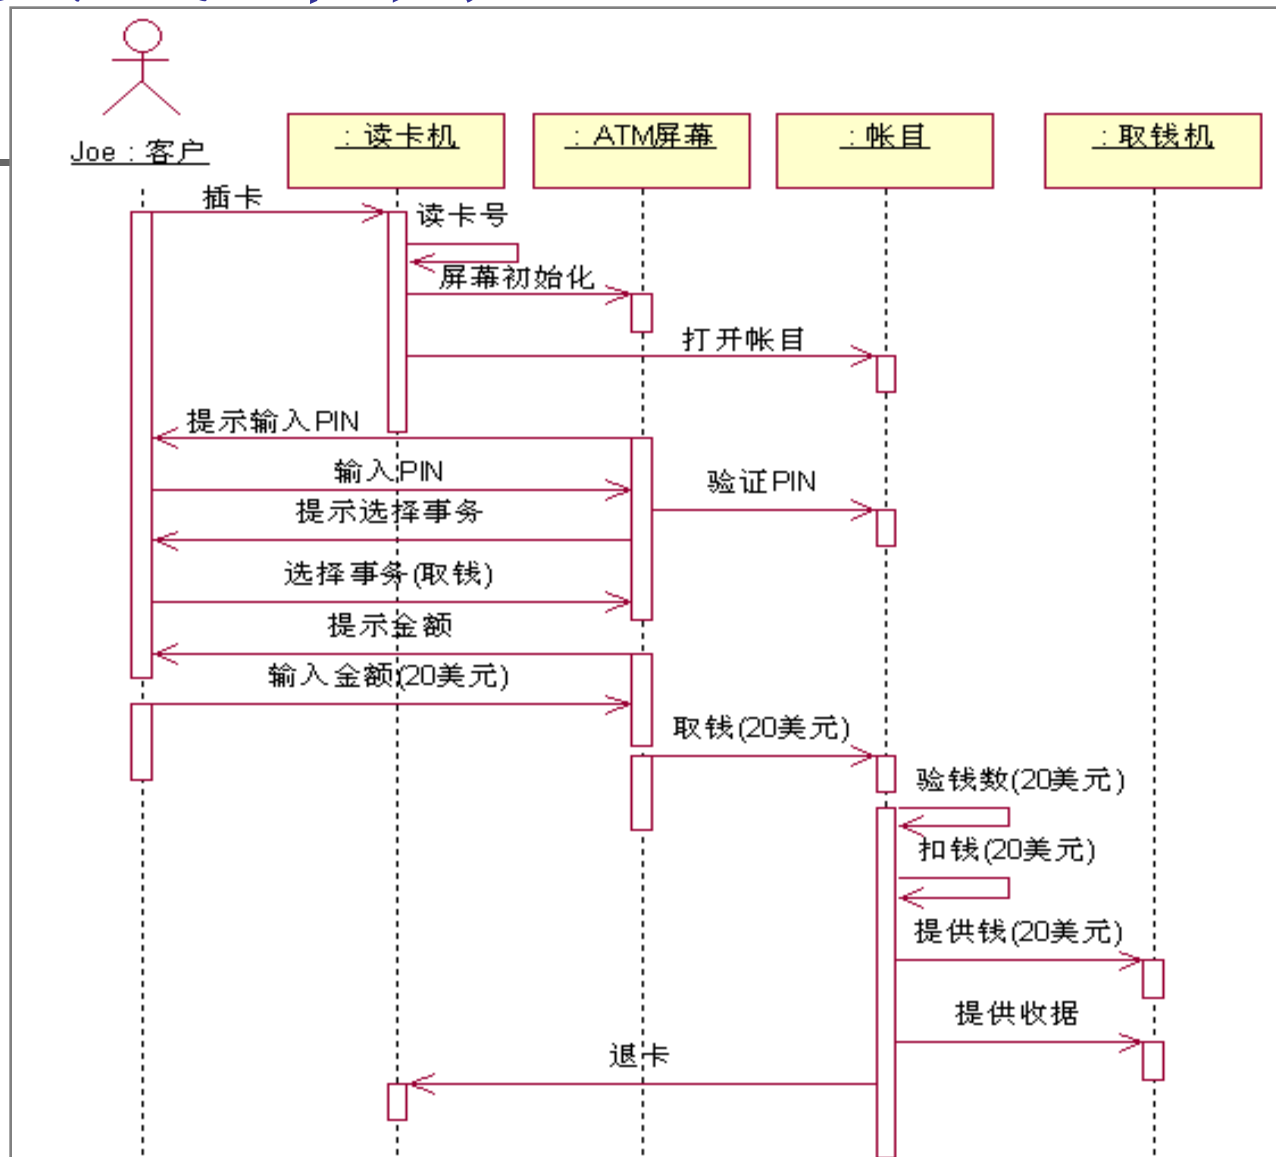 Joe : 客户
: 读卡机
: ATM屏幕
: 帐目
: 取钱机
插卡
读卡号
屏幕初始化
打开帐目
提示输入PIN
输入PIN
验证PIN
提示选择事务
选择事务(取钱)
提示金额
输入金额(20美元)
取钱(20美元)
验钱数(20美元)
扣钱(20美元)
提供钱(20美元)
提供收据
退卡